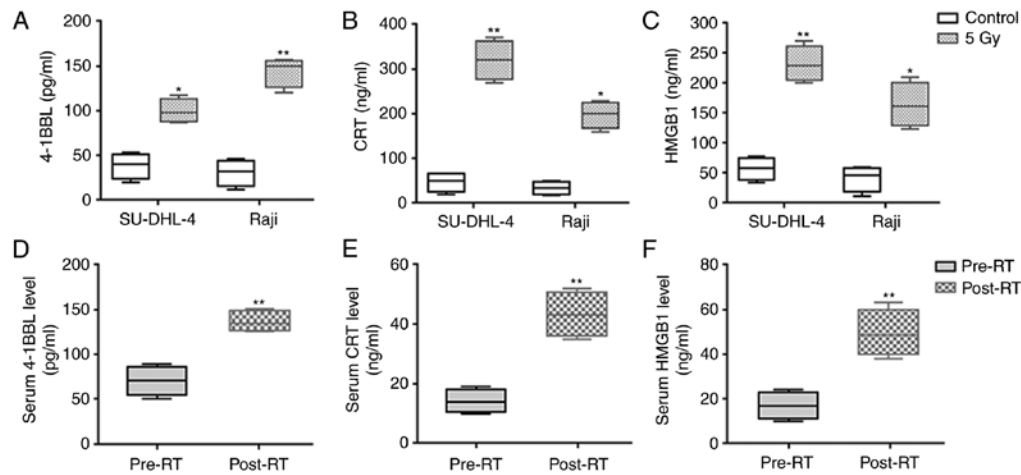 A
4-1BBL (pg/ml)
200
150
100
50
0
*
**
SU-DHL-4
Raji
B
CRT (ng/ml)
400
300
200
100
0
**
*
SU-DHL-4
Raji
C
HMGB1 (ng/ml)
300
250
200
150
100
50
0
**
*
SU-DHL-4
Raji
Control
5 Gy
D
Serum 4-1BBL level
(pg/ml)
200
150
100
50
0
**
Pre-RT
Post-RT
E
Serum CRT level
(ng/ml)
60
40
20
0
**
Pre-RT
Post-RT
F
Serum HMGB1 level
(ng/ml)
80
60
40
20
0
**
Pre-RT
Post-RT
Pre-RT
Post-RT